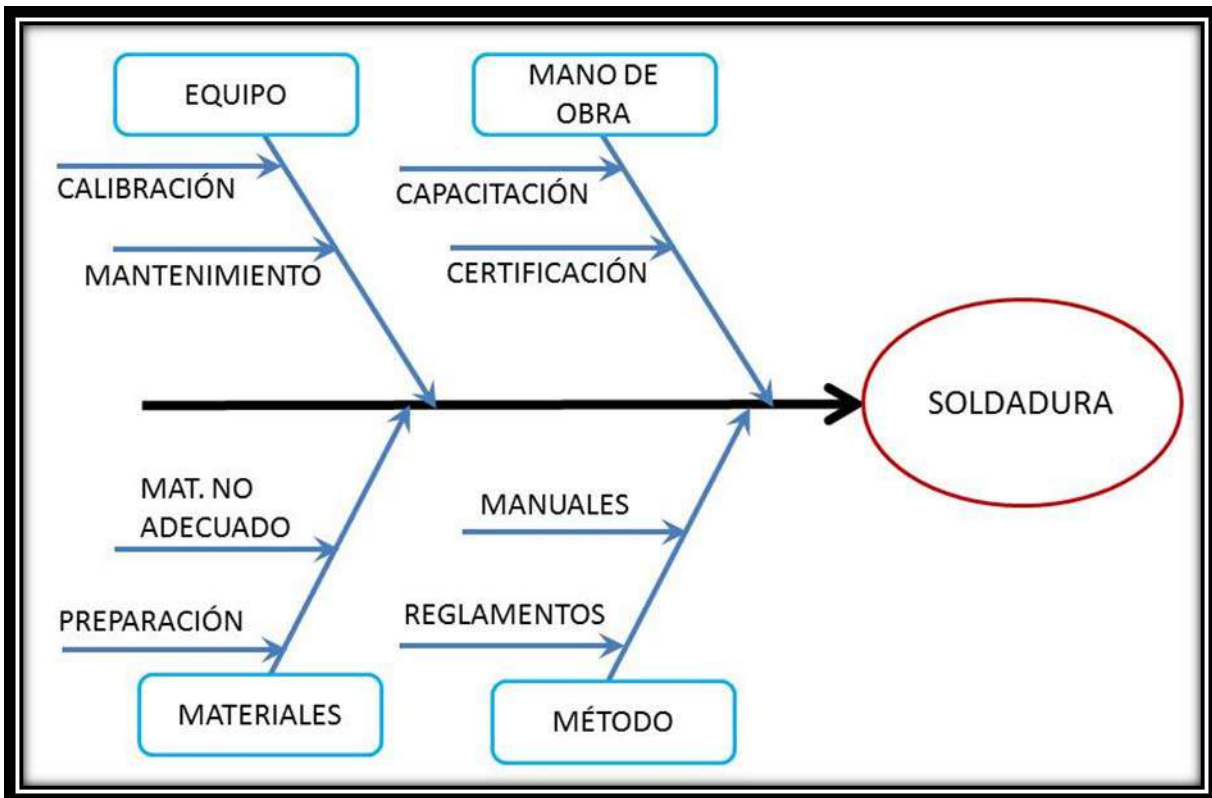 EQUIPO
MANO DE
OBRA
CALIBRACIÓN
CAPACITACIÓN
MANTENIMIENTO
CERTIFICACIÓN
SOLDADURA
MAT. NO
ADECUADO
MANUALES
PREPARACIÓN
REGLAMENTOS
MATERIALES
MÉTODO